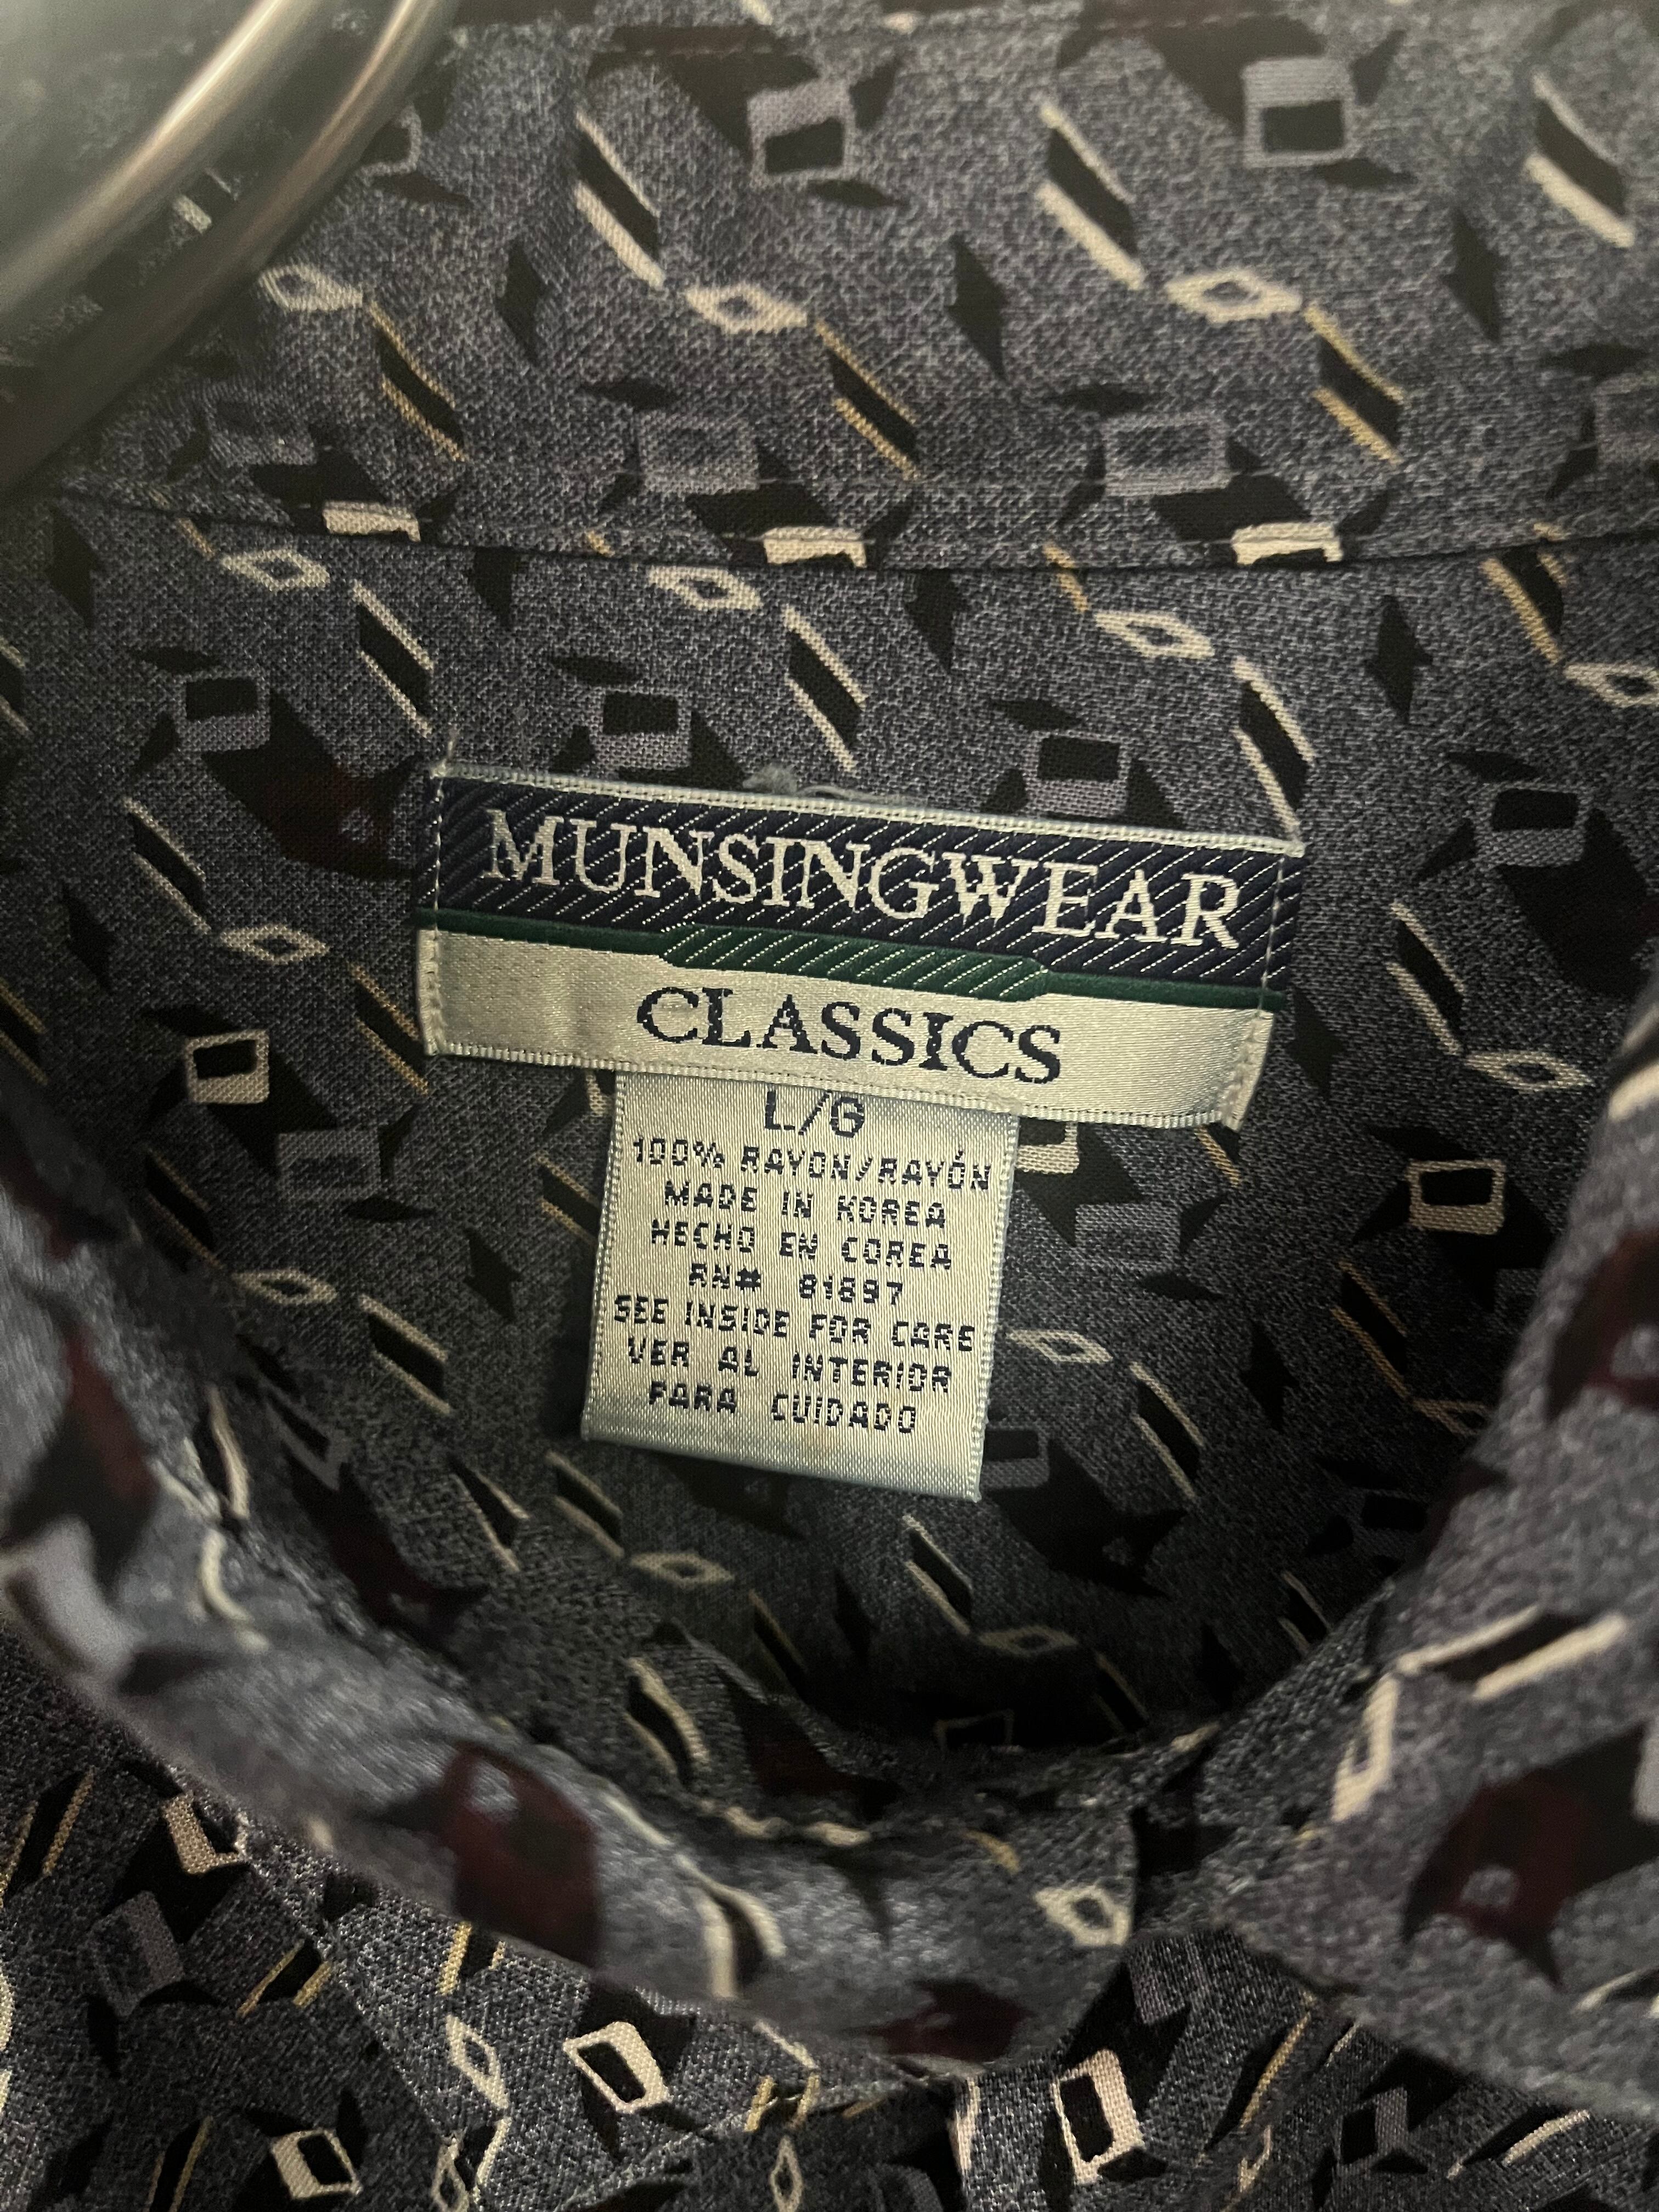 MUNSINGWEAR
CLASSICS
L/G
100% RAYON/RAYÓN
MADE IN KOREA
HECHO EN COREA
RN# 81897
SEE INSIDE FOR CARE
VER AL INTERIOR
PARA CUIDADO